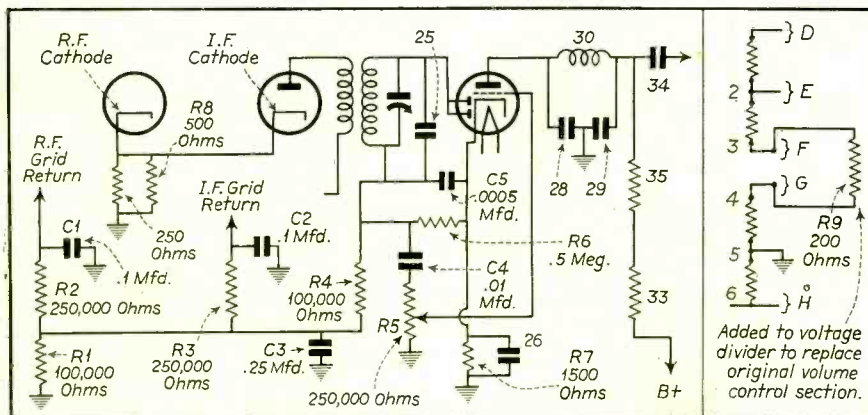 R.F.
Cathode
I.F.
Cathode
25
30
34
R8
500
Ohms
R.F.
Grid
Return
I.F. Grid
Return
C5
.0005
Mfd.
28
29
35
C1
250
Ohms
C2
.1 Mfd.
.1 Mfd.
R4
100,000
Ohms
C4
.01
Mfd.
R6
.5 Meg.
R2
250,000 Ohms
R5
33
R1
100,000
Ohms
R3
250,000
Ohms
C3
.25 Mfd.
26
R7
1500
Ohms
250,000 Ohms
B+
D
2
E
3
F
G
4
R9
200
Ohms
5
6
H
Added to voltage
divider to replace
original volume
control section.